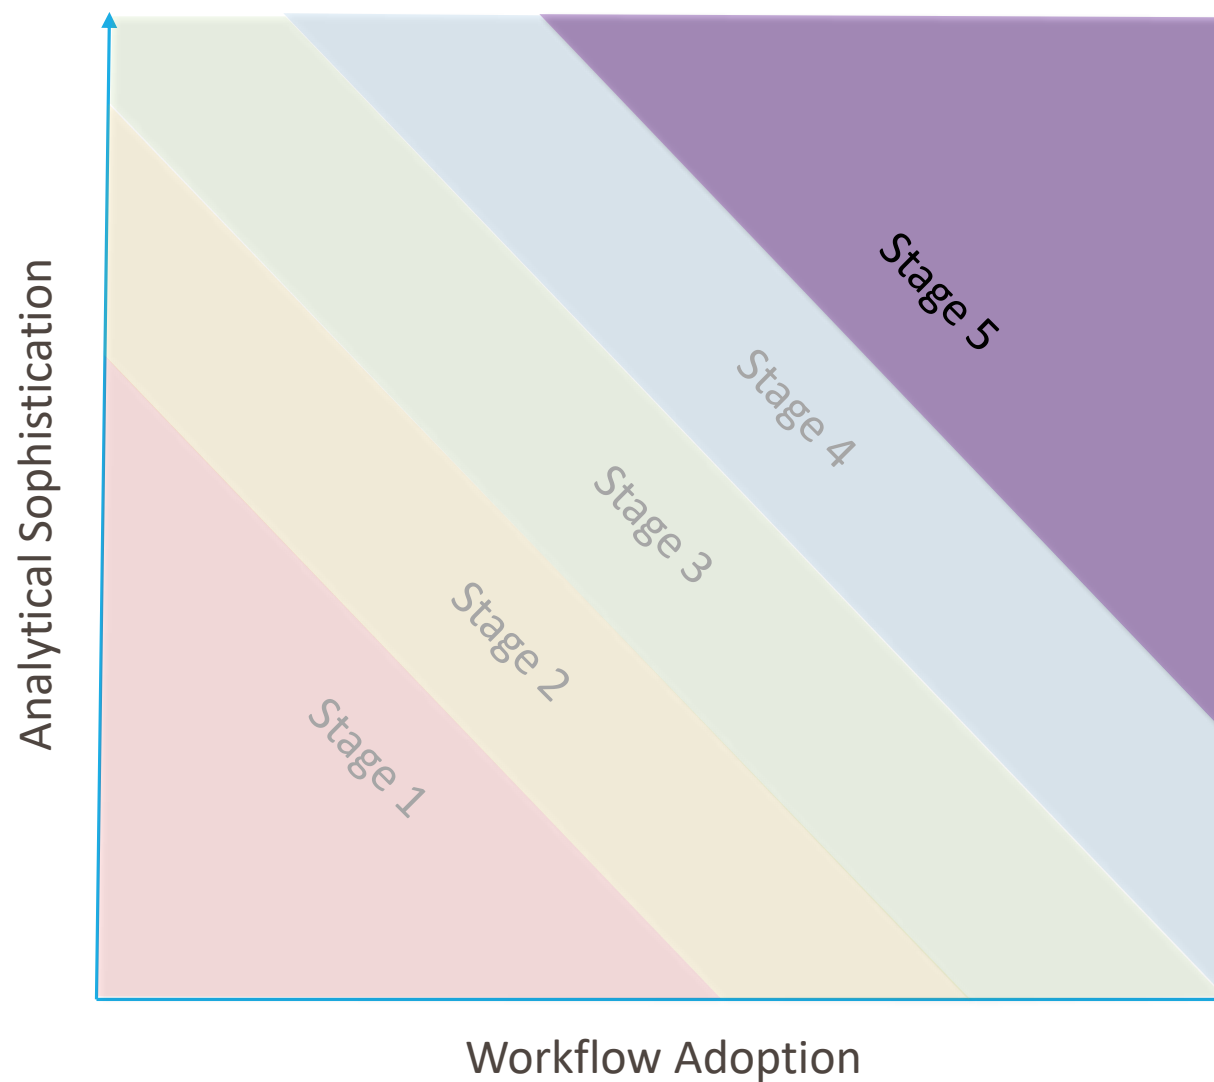 Analytical Sophistication
Stage 5
Stage 4
Stage 3
Stage 2
Stage 1
Workflow Adoption